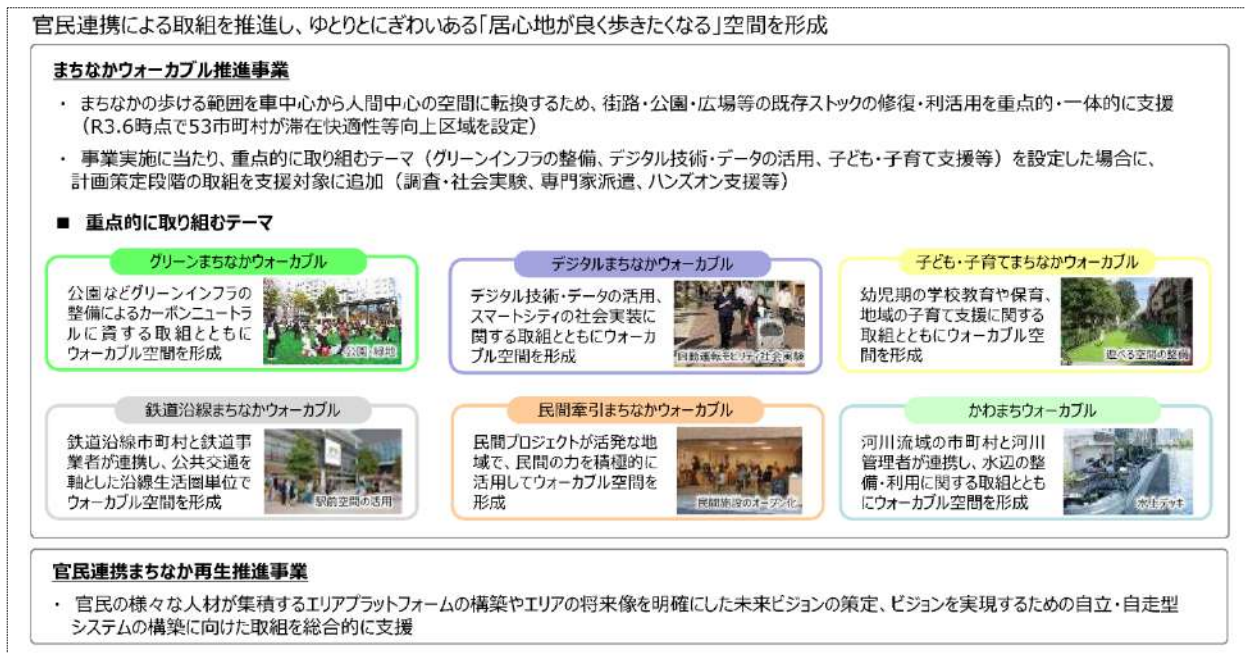 官民連携による取組を推進し、ゆとりとにぎわいある「居心地が良く歩きたくなる」空間を形成
まちなかウォーカブル推進事業
・ まちなかの歩ける範囲を車中心から人間中心の空間に転換するため、街路・公園・広場等の既存ストックの修復・利活用を重点的・一体的に支援
（R3.6時点で53市町村が滞在快適性等向上区域を設定）
・ 事業実施に当たり、重点的に取り組むテーマ（グリーンインフラの整備、デジタル技術・データの活用、子ども・子育て支援等）を設定した場合に、
計画策定段階の取組を支援対象に追加（調査・社会実験、専門家派遣、ハンズオン支援等）
■ 重点的に取り組むテーマ
グリーンまちなかウォーカブル
公園などグリーンインフラの
整備によるカーボンニュートラ
ルに資する取組とともに
ウォーカブル空間を形成
公園・緑地
デジタルまちなかウォーカブル
デジタル技術・データの活用、
スマートシティの社会実装に
関する取組とともにウォーカ
ブル空間を形成
自動運転モビリティ社会実験
子ども・子育てまちなかウォーカブル
幼児期の学校教育や保育、
地域の子育て支援に関する
取組とともにウォーカブル空
間を形成
遊べる空間の整備
鉄道沿線まちなかウォーカブル
鉄道沿線市町村と鉄道事
業者が連携し、公共交通を
軸とした沿線生活圏単位で
ウォーカブル空間を形成
駅前空間の活用
民間牽引まちなかウォーカブル
民間プロジェクトが活発な地
域で、民間の力を積極的に
活用してウォーカブル空間を
形成
民間施設のオープン化
かわまちウォーカブル
河川流域の市町村と河川
管理者が連携し、水辺の整
備・利用に関する取組ととも
にウォーカブル空間を形成
水上デッキ
官民連携まちなか再生推進事業
・ 官民の様々な人材が集積するエリアプラットフォームの構築やエリアの将来像を明確にした未来ビジョンの策定、ビジョンを実現するための自立・自走型
システムの構築に向けた取組を総合的に支援